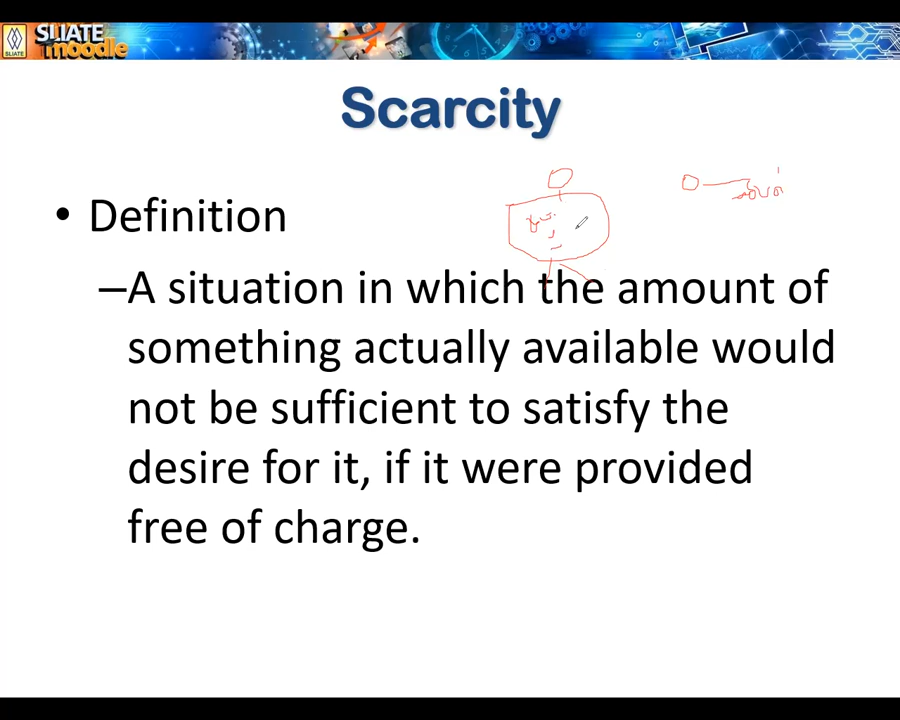 SLIATE
SLIATE
moodle
Scarcity
• Definition
–A situation in which the amount of
something actually available would
not be sufficient to satisfy the
desire for it, if it were provided
free of charge.